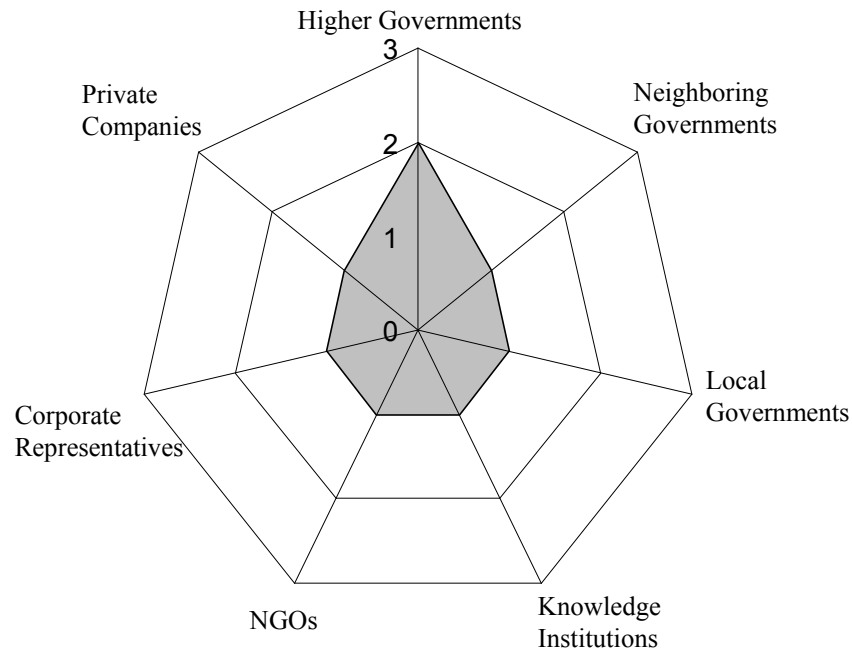 Higher Governments
3
Private
Companies
Neighboring
Governments
2
1
0
Local
Governments
Corporate
Representatives
NGOs
Knowledge
Institutions